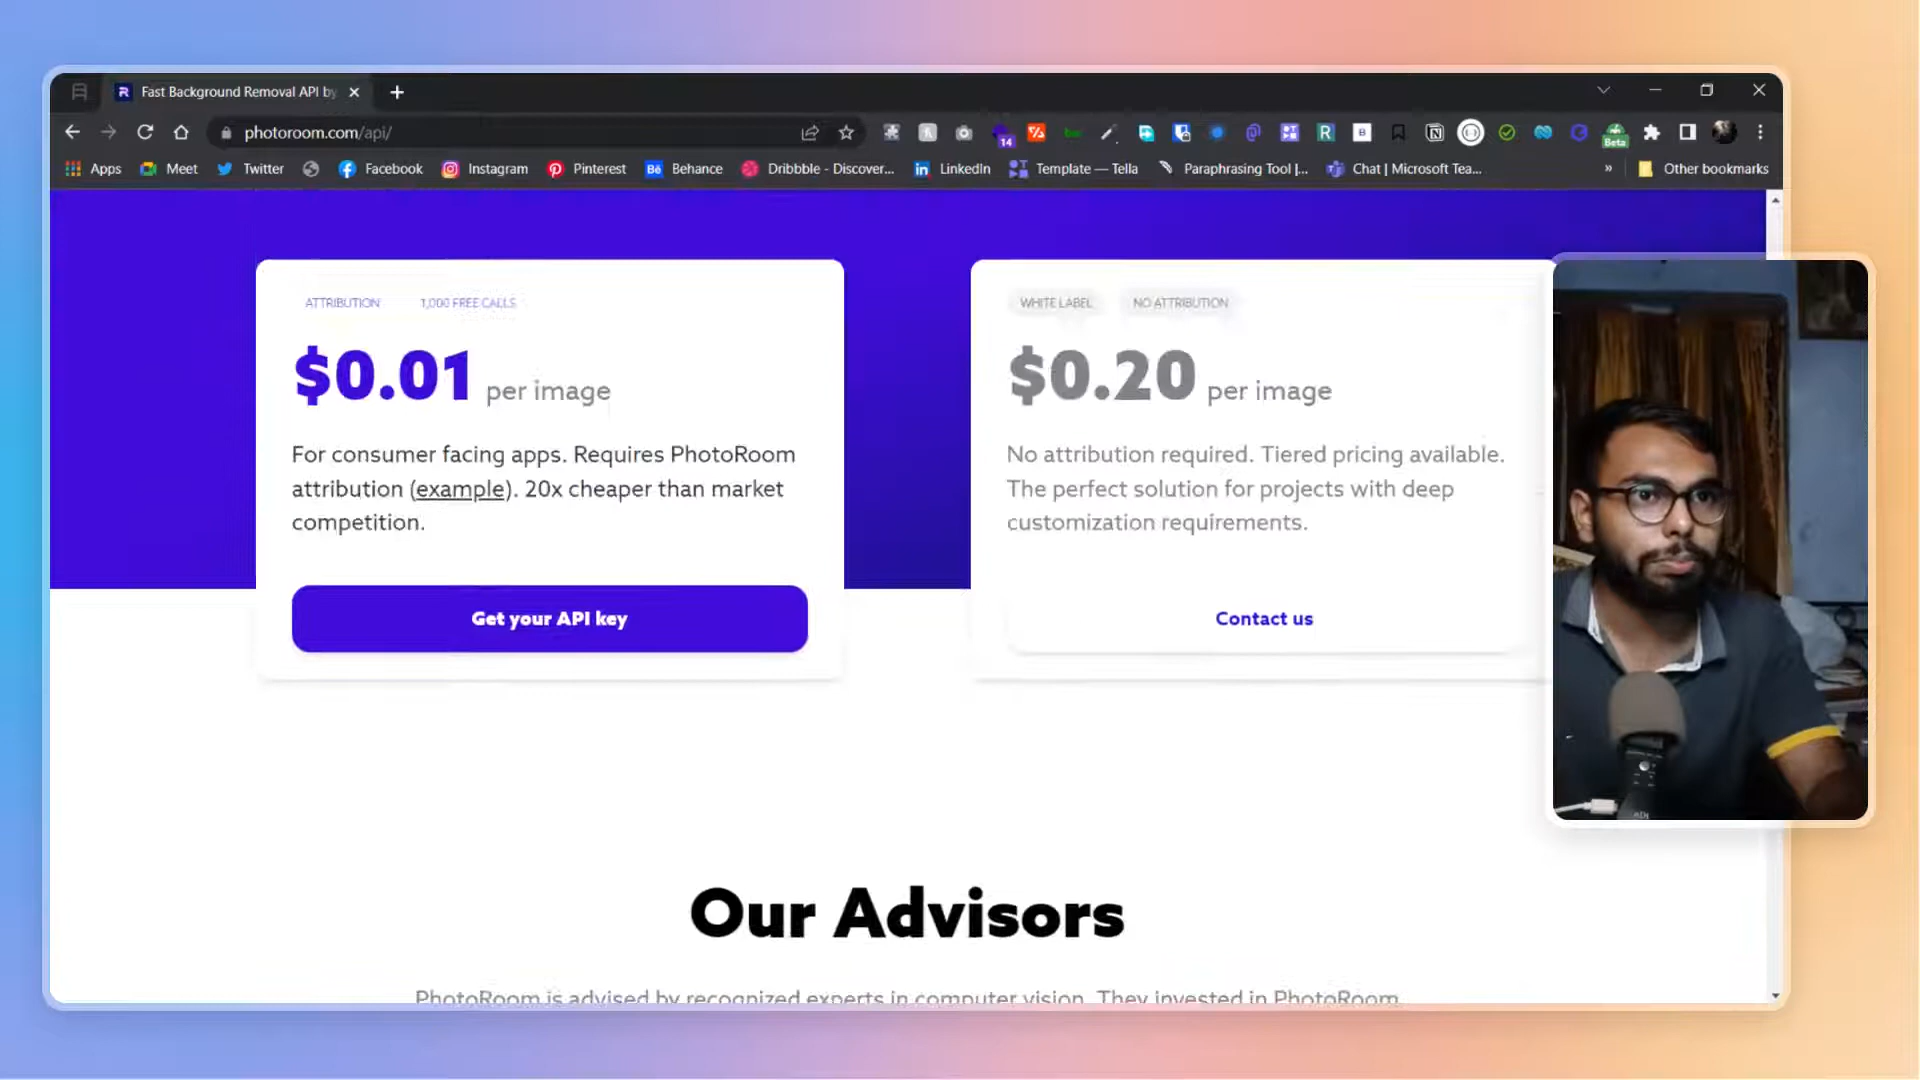 Fast Background Removal API by
photoroom.com/api/
14
Beta
Apps
Meet
Twitter
Facebook
Instagram
Pinterest
Behance
Dribbble - Discover...
LinkedIn
Template — Tella
Paraphrasing Tool |...
Chat | Microsoft Tea...
»
Other bookmarks
ATTRIBUTION
1,000 FREE CALLS
$0.01 per image
For consumer facing apps. Requires PhotoRoom
attribution (example). 20x cheaper than market
competition.
Get your API key
WHITE LABEL
NO ATTRIBUTION
$0.20 per image
No attribution required. Tiered pricing available.
The perfect solution for projects with deep
customization requirements.
Contact us
Our Advisors
PhotoRoom is advised by recognized experts in computer vision. They invested in PhotoRoom